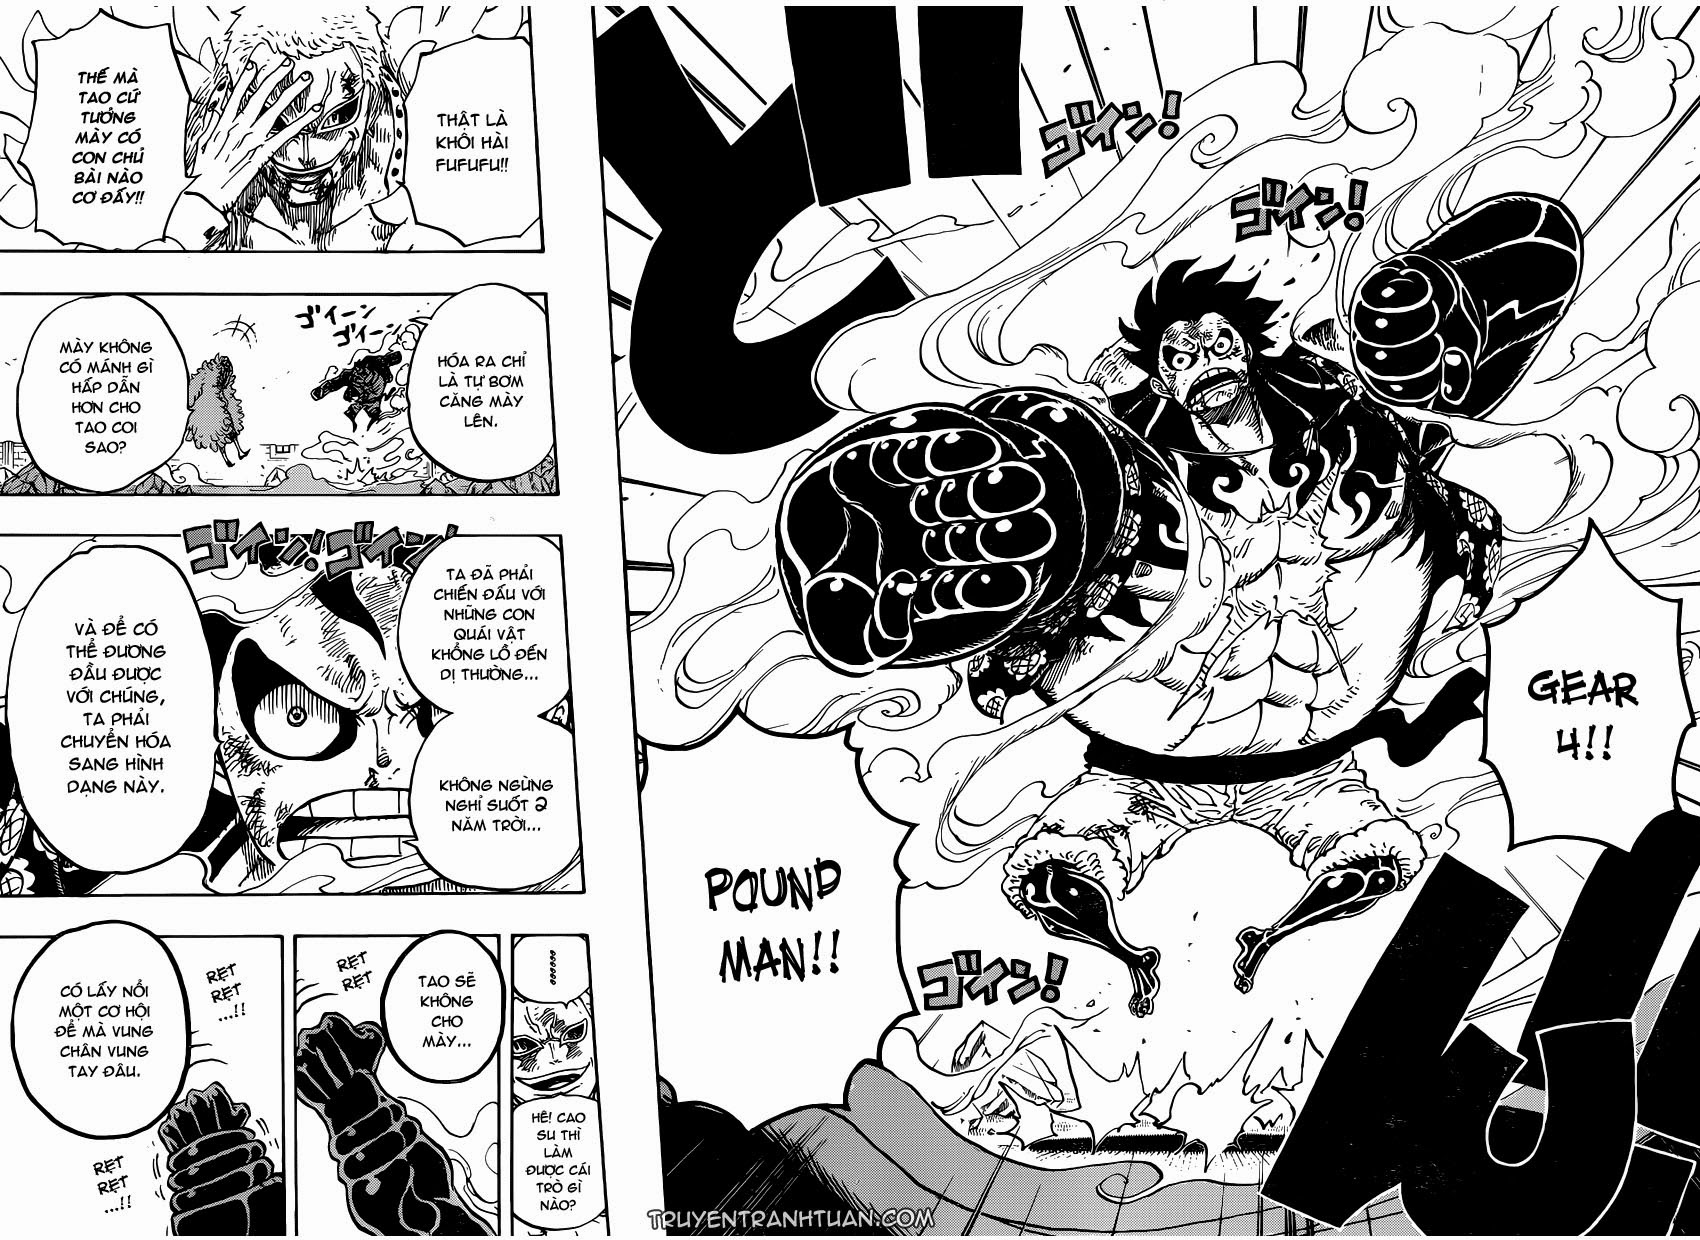 GEAR
4!!
ゴイン!
ゴイン!
POUND
MAN!!
ゴイン!
THẬT LÀ
KHÔI HÀI
FUFUFU!!
THẾ MÀ
TAO CỨ
TƯỞNG
MÀY CÓ
CON CHỦ
BÀI NÀO
CƠ ĐẤY!!
HÓA RA CHỈ
LÀ TỰ BƠM
CĂNG MÀY
LÊN.
ゴイーン
ゴイーン
MÀY KHÔNG
CÓ MÁNH GÌ
HẤP DẪN
HƠN CHO
TAO COI
SAO?
ゴイン!ゴイン!
TA ĐÃ PHẢI
CHIẾN ĐẤU VỚI
NHỮNG CON
QUÁI VẬT
KHỔNG LỒ ĐẾN
DỊ THƯỜNG...
KHÔNG NGỪNG
NGHỈ SUỐT 2
NĂM TRỜI...
VÀ ĐỂ CÓ
THỂ ĐƯƠNG
ĐẦU ĐƯỢC
VỚI CHÚNG,
TA PHẢI
CHUYỂN HÓA
SANG HÌNH
DẠNG NÀY.
HÊ! CAO
SU THÌ
LÀM
ĐƯỢC CÁI
TRÒ GÌ
NÀO?
TAO SẼ
KHÔNG
CHO
MÀY...
RẸT
RẸT
CÓ LẤY NỔI
MỘT CƠ HỘI
ĐỂ MÀ VUNG
CHÂN VUNG
TAY ĐÂU.
RẸT
RẸT
...!!
RẸT
RẸT
...!!
TRUYENTRANHTUAN.COM